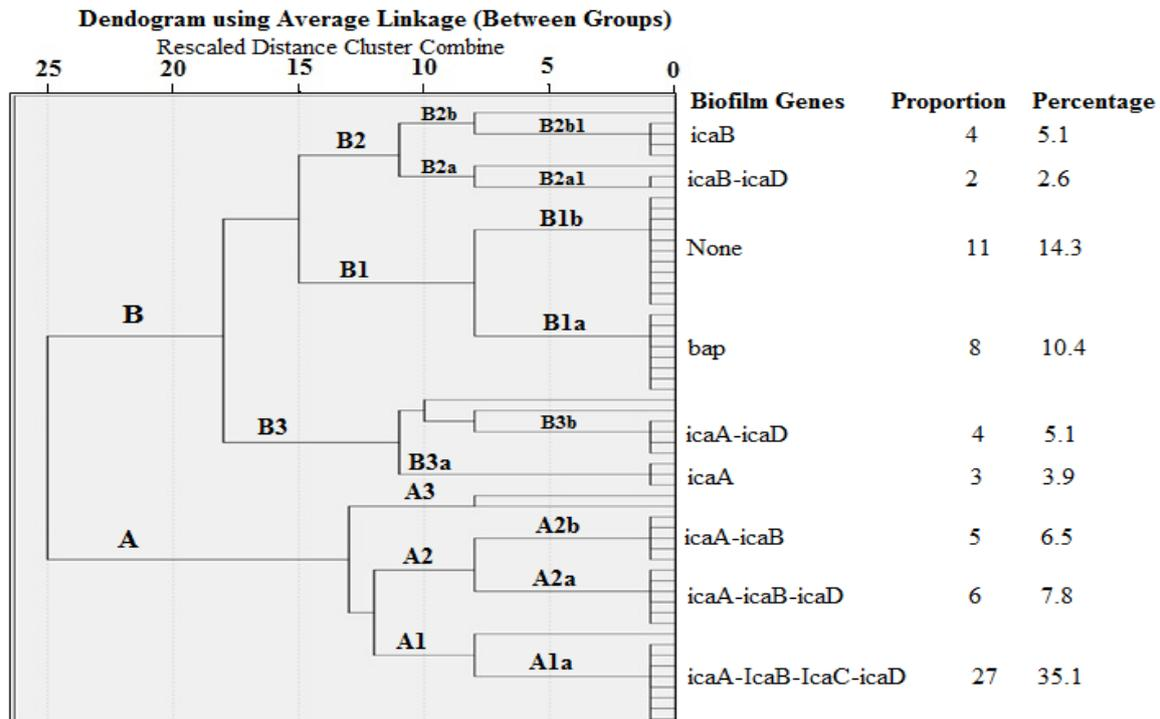 Dendogram using Average Linkage (Between Groups)
Rescaled Distance Cluster Combine
25 20 15 10 5 0
Biofilm Genes Proportion Percentage
B2b
B2b1
icaB 4 5.1
B2
B2a
B2a1
icaB-icaD 2 2.6
B1b
None 11 14.3
B1
B
B1a
bap 8 10.4
B3
B3b
icaA-icaD 4 5.1
B3a
icaA 3 3.9
A3
A2b
icaA-icaB 5 6.5
A
A2
A2a
icaA-icaB-icaD 6 7.8
A1
A1a
icaA-IcaB-IcaC-icaD 27 35.1